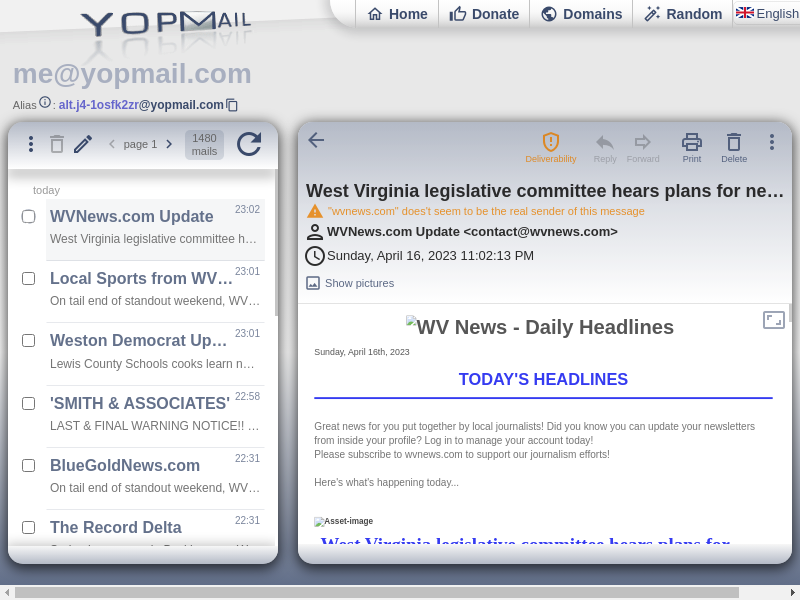 YOPMAIL
Home
Donate
Domains
Random
English
me@yopmail.com
Alias : alt.j4-1osfk2zr@yopmail.com
page 1
1480
mails
today
WVNews.com Update 23:02
West Virginia legislative committee h…
Local Sports from WV… 23:01
On tail end of standout weekend, WV…
Weston Democrat Up… 23:01
Lewis County Schools cooks learn n…
'SMITH & ASSOCIATES' 22:58
LAST & FINAL WARNING NOTICE!! …
BlueGoldNews.com 22:31
On tail end of standout weekend, WV…
The Record Delta 22:31
Deliverability
Reply
Forward
Print
Delete
West Virginia legislative committee hears plans for ne…
"wvnews.com" does't seem to be the real sender of this message
WVNews.com Update <contact@wvnews.com>
Sunday, April 16, 2023 11:02:13 PM
Show pictures
WV News - Daily Headlines
Sunday, April 16th, 2023
TODAY'S HEADLINES
Great news for you put together by local journalists! Did you know you can update your newsletters
from inside your profile? Log in to manage your account today!
Please subscribe to wvnews.com to support our journalism efforts!
Here's what's happening today...
Asset-image
West Virginia legislative committee hears plans for